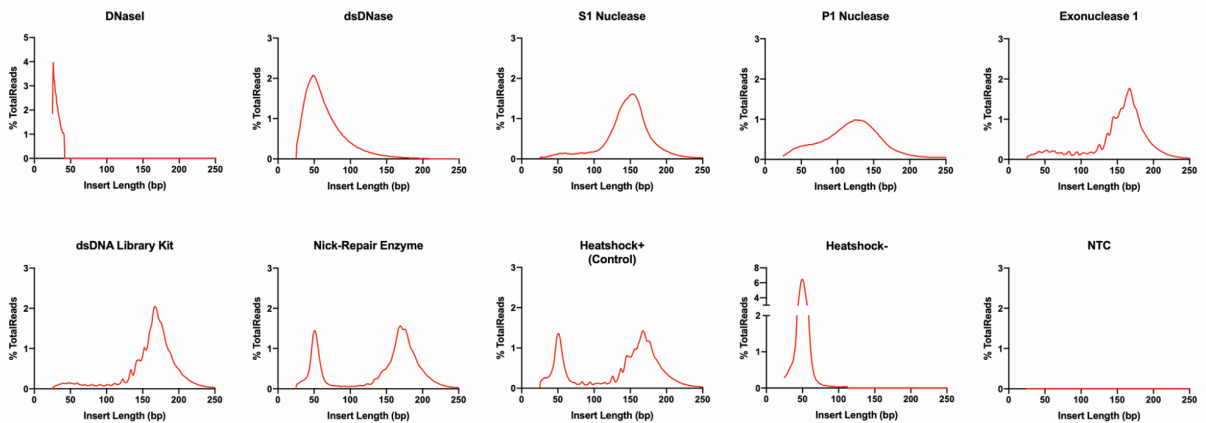 DNaseI
% TotalReads
5
4
3
2
1
0
0 50 100 150 200 250
Insert Length (bp)
dsDNase
% TotalReads
3
2
1
0
0 50 100 150 200 250
Insert Length (bp)
S1 Nuclease
% TotalReads
3
2
1
0
0 50 100 150 200 250
Insert Length (bp)
P1 Nuclease
% TotalReads
3
2
1
0
0 50 100 150 200 250
Insert Length (bp)
Exonuclease 1
% TotalReads
3
2
1
0
0 50 100 150 200 250
Insert Length (bp)
dsDNA Library Kit
% TotalReads
3
2
1
0
0 50 100 150 200 250
Insert Length (bp)
Nick-Repair Enzyme
% TotalReads
3
2
1
0
0 50 100 150 200 250
Insert Length (bp)
Heatshock+
(Control)
% TotalReads
3
2
1
0
0 50 100 150 200 250
Insert Length (bp)
Heatshock-
% TotalReads
8
6
4
2
1
0
0 50 100 150 200 250
Insert Length (bp)
NTC
% TotalReads
3
2
1
0
0 50 100 150 200 250
Insert Length (bp)